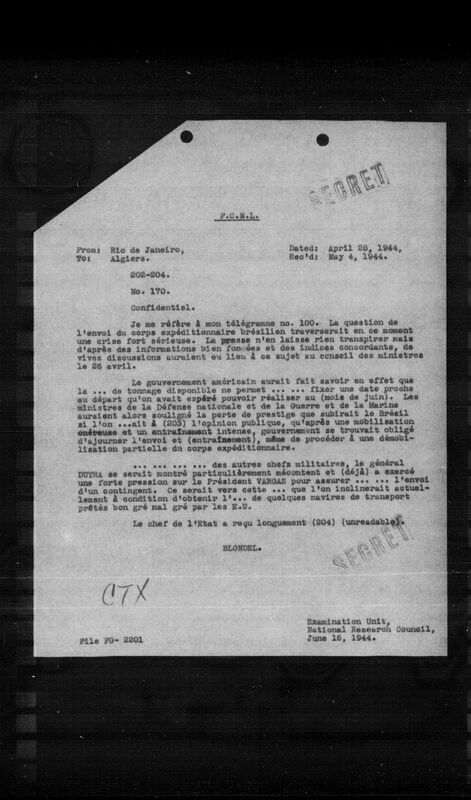 SECRET
F.C.N.L.
From: Rio de Janeiro, Dated: April 28, 1944,
To: Algiers. Rec'd: May 4, 1944.
202-204.
No. 170.
Confidentiel.
Je me réfère à mon télégramme no. 100. La question de
l'envoi du corps expéditionnaire brésilien traverserait en ce moment
une crise fort sérieuse. La presse n'en laisse rien transpirer mais
d'après des informations bien fondées et des indices concordants, de
vives discussions auraient eu lieu à ce sujet au conseil des ministres
le 26 avril.
Le gouvernement américain aurait fait savoir en effet que
la ... de tonnage disponible ne permet ... ... fixer une date proche
au départ qu'on avait espéré pouvoir réaliser au (mois de juin). Les
ministres de la Défense nationale et de la Guerre et de la Marine
auraient alors souligné la perte de prestige que subirait le Brésil
si l'on ...ait à (203) l'opinion publique, qu'après une mobilisation
onéreuse et un entraînement intense, gouvernement se trouvait obligé
d'ajourner l'envoi et (entraînement), même de procéder à une démobi-
lisation partielle du corps expéditionnaire.
... ... ... ... des autres chefs militaires, le général
DUTRA se serait montré particulièrement mécontent et (déjà) a exercé
une forte pression sur le Président VARGAS pour assurer ... ... l'envoi
d'un contingent. Ce serait vers cette ... que l'on inclinerait actuel-
lement à condition d'obtenir l'... de quelques navires de transport
prêtés bon gré mal gré par les E.U.
Le chef de l'Etat a reçu longuement (204) (unreadable).
BLONDEL.
SECRET
CTX
Examination Unit,
National Research Council,
File FG- 2201 June 16, 1944.